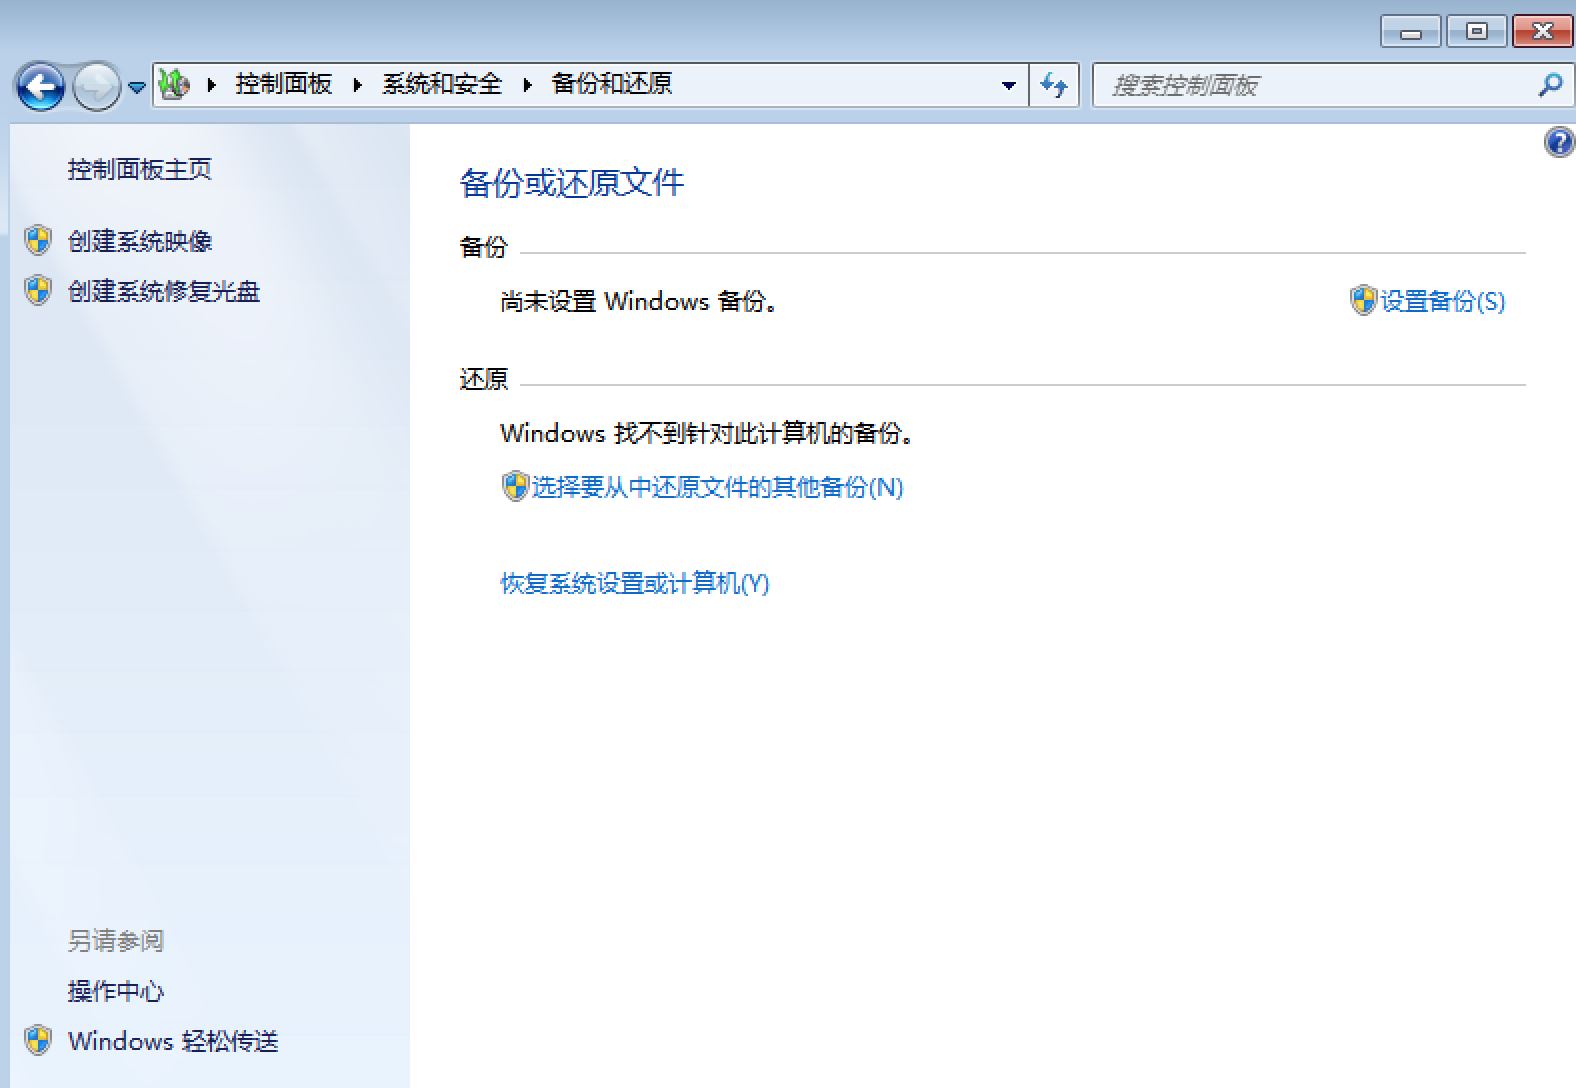 控制面板 系统和安全 备份和还原
搜索控制面板
控制面板主页
创建系统映像
创建系统修复光盘
备份或还原文件
备份
尚未设置 Windows 备份。
设置备份(S)
还原
Windows 找不到针对此计算机的备份。
选择要从中还原文件的其他备份(N)
恢复系统设置或计算机(Y)
另请参阅
操作中心
Windows 轻松传送